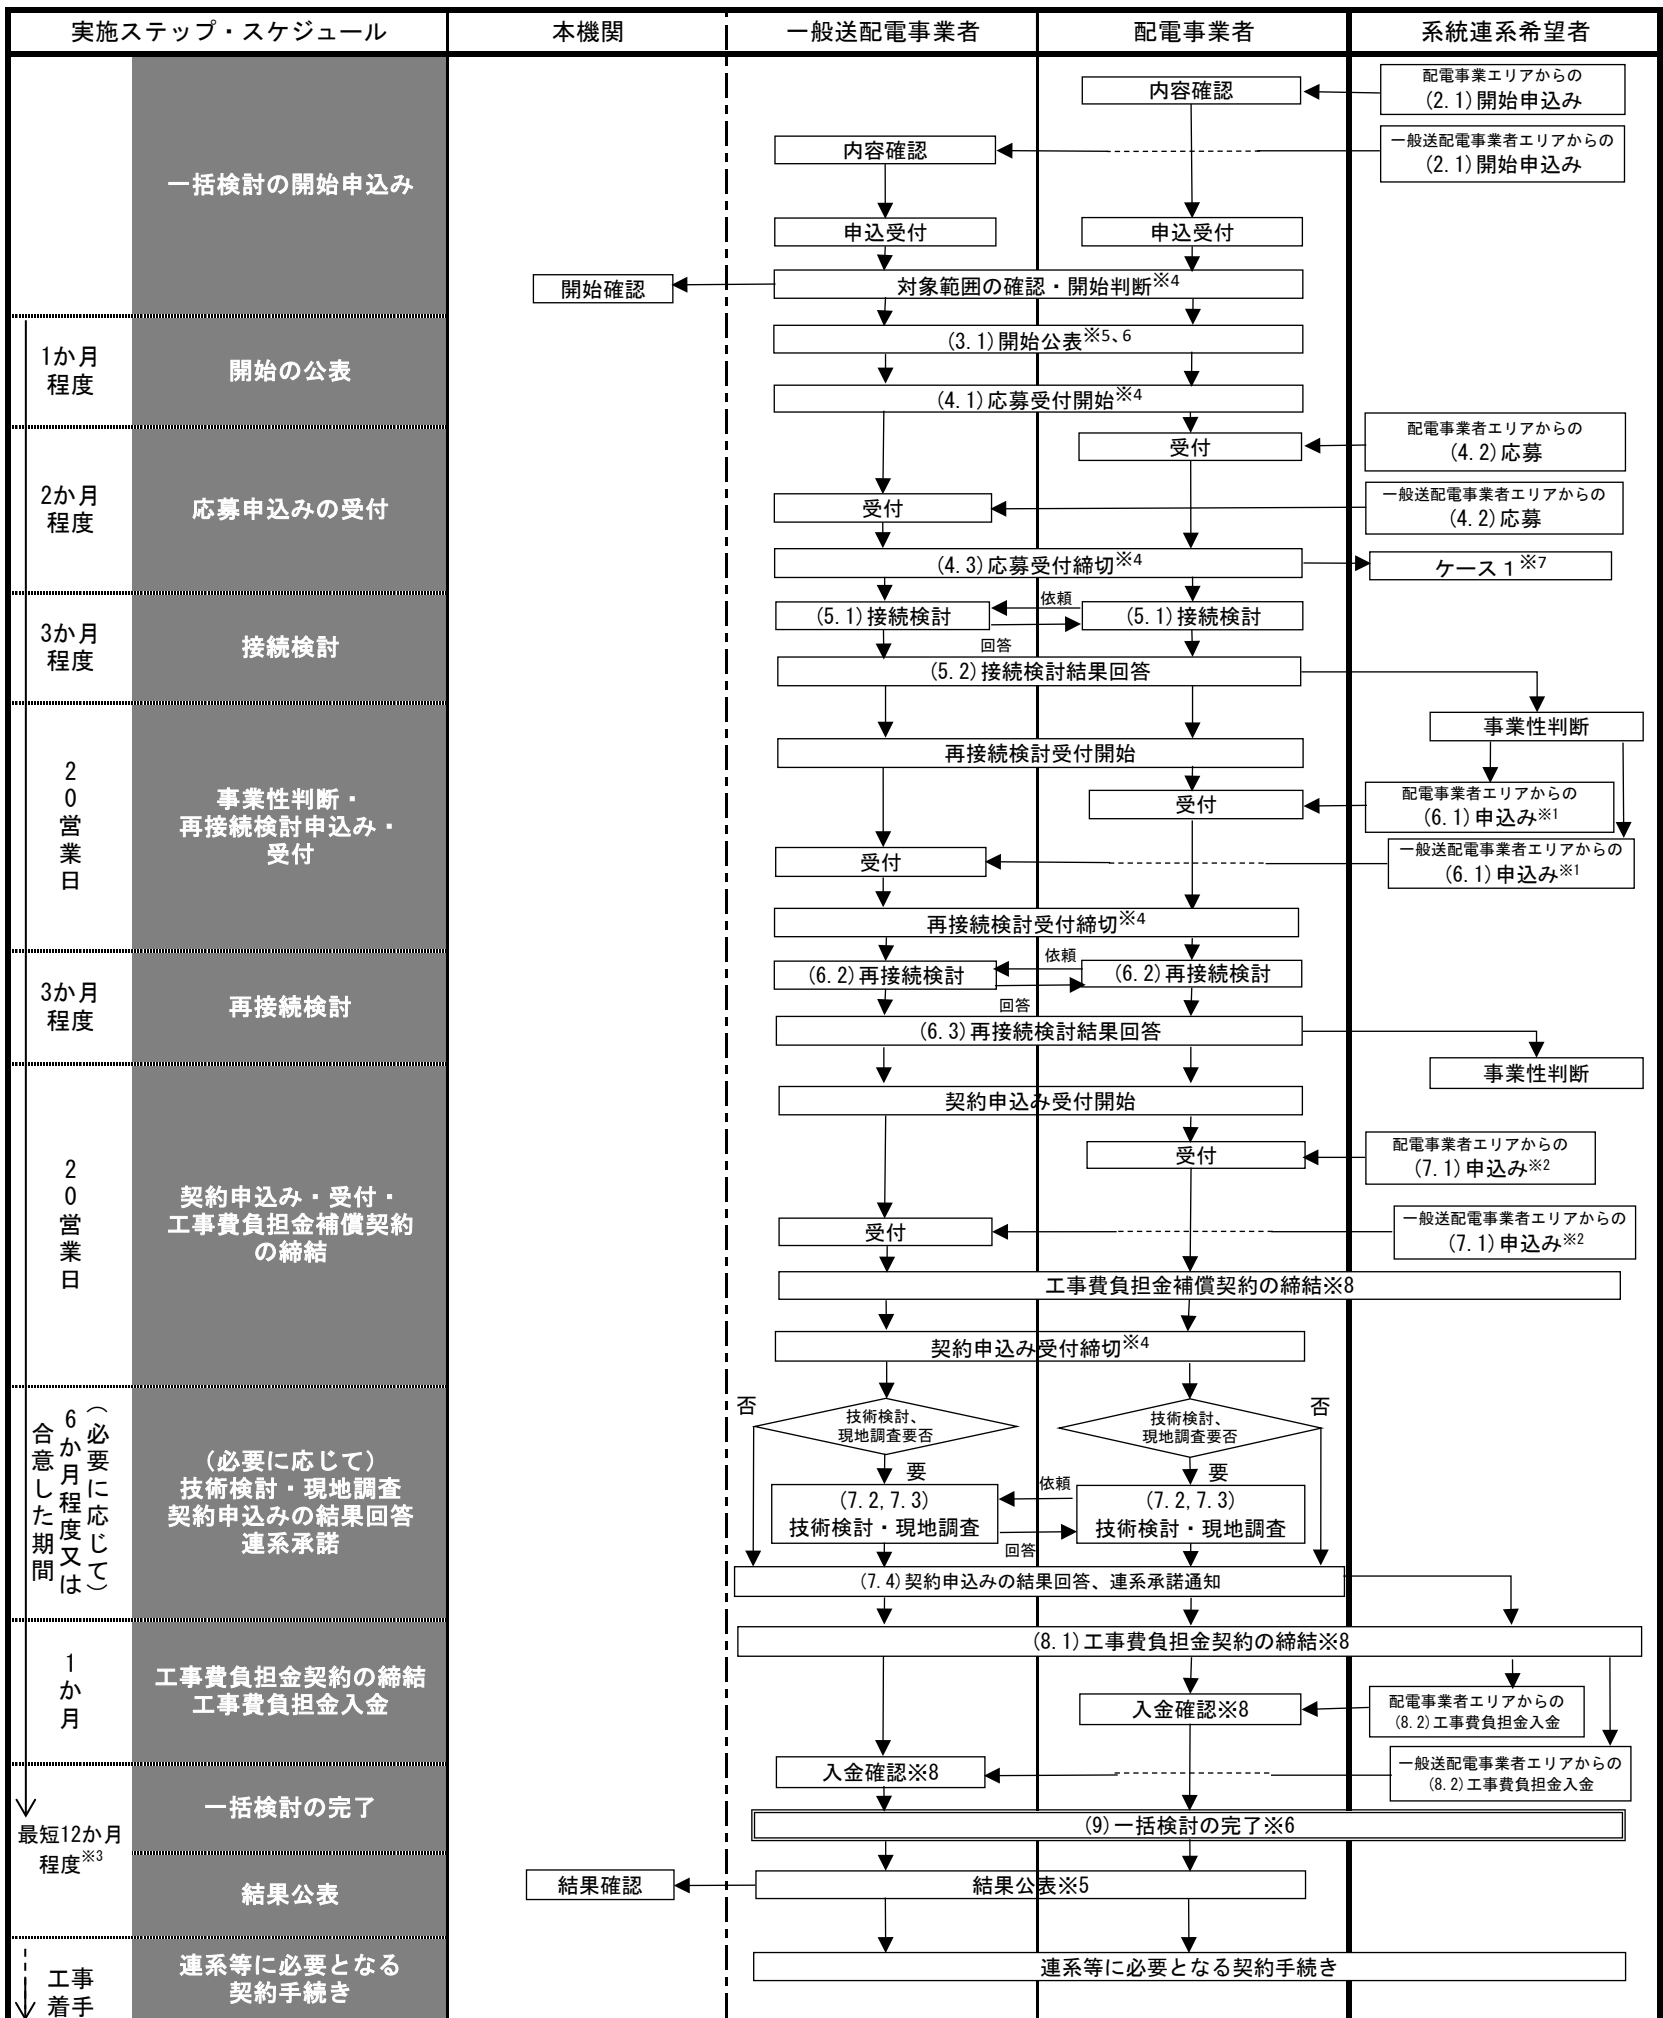 実施ステップ・スケジュール
本機関
一般送配電事業者
配電事業者
系統連系希望者
一括検討の開始申込み
内容確認
配電事業エリアからの
(2.1)開始申込み
内容確認
一般送配電事業者エリアからの
(2.1)開始申込み
申込受付
申込受付
開始確認
対象範囲の確認・開始判断※4
1か月
程度
開始の公表
(3.1)開始公表※5、6
(4.1)応募受付開始※4
2か月
程度
応募申込みの受付
受付
配電事業者エリアからの
(4.2)応募
受付
一般送配電事業者エリアからの
(4.2)応募
(4.3)応募受付締切※4
ケース1※7
3か月
程度
接続検討
(5.1)接続検討
依頼
(5.1)接続検討
回答
(5.2)接続検討結果回答
20営業日
事業性判断・
再接続検討申込み・
受付
事業性判断
再接続検討受付開始
受付
配電事業者エリアからの
(6.1)申込み※1
受付
一般送配電事業者エリアからの
(6.1)申込み※1
再接続検討受付締切※4
3か月
程度
再接続検討
(6.2)再接続検討
依頼
(6.2)再接続検討
回答
(6.3)再接続検討結果回答
事業性判断
20営業日
契約申込み・受付・
工事費負担金補償契約
の締結
契約申込み受付開始
受付
配電事業者エリアからの
(7.1)申込み※2
受付
一般送配電事業者エリアからの
(7.1)申込み※2
工事費負担金補償契約の締結※8
契約申込み受付締切※4
（必要に応じて）
6か月程度又は
合意した期間
（必要に応じて）
技術検討・現地調査
契約申込みの結果回答
連系承諾
否
技術検討、
現地調査要否
技術検討、
現地調査要否
否
要
要
(7.2,7.3)
技術検討・現地調査
依頼
(7.2,7.3)
技術検討・現地調査
回答
(7.4)契約申込みの結果回答、連系承諾通知
1か月
工事費負担金契約の締結
工事費負担金入金
(8.1)工事費負担金契約の締結※8
入金確認※8
配電事業者エリアからの
(8.2)工事費負担金入金
入金確認※8
一般送配電事業者エリアからの
(8.2)工事費負担金入金
最短12か月
程度※3
一括検討の完了
(9)一括検討の完了※6
結果公表
結果確認
結果公表※5
工事
着手
連系等に必要となる
契約手続き
連系等に必要となる契約手続き